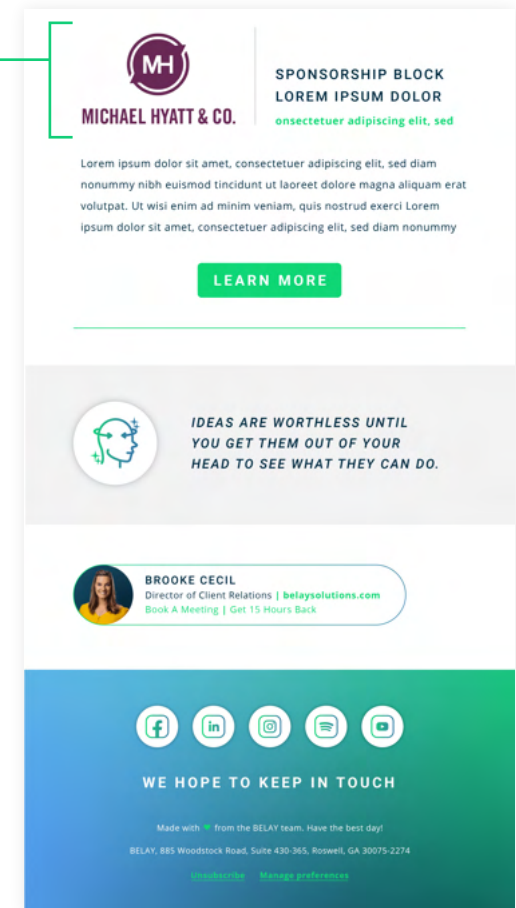 MH
MICHAEL HYATT & CO.
SPONSORSHIP BLOCK
LOREM IPSUM DOLOR
onsectetuer adipiscing elit, sed
Lorem ipsum dolor sit amet, consectetuer adipiscing elit, sed diam
nonummy nibh euismod tincidunt ut laoreet dolore magna aliquam erat
volutpat. Ut wisi enim ad minim veniam, quis nostrud exerci Lorem
ipsum dolor sit amet, consectetuer adipiscing elit, sed diam nonummy
LEARN MORE
IDEAS ARE WORTHLESS UNTIL
YOU GET THEM OUT OF YOUR
HEAD TO SEE WHAT THEY CAN DO.
BROOKE CECIL
Director of Client Relations | belaysolutions.com
Book A Meeting | Get 15 Hours Back
f in
WE HOPE TO KEEP IN TOUCH
Made with ♥ from the BELAY team. Have the best day!
BELAY, 885 Woodstock Road, Suite 430-365, Roswell, GA 30075-2274
Unsubscribe Manage preferences